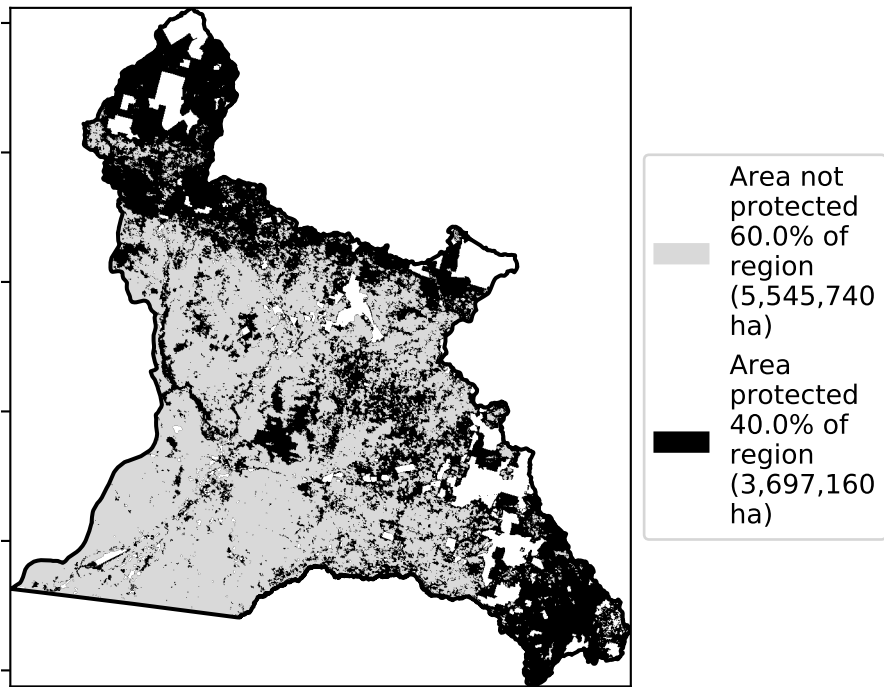 Area not
protected
60.0% of
region
(5,545,740
ha)
Area
protected
40.0% of
region
(3,697,160
ha)